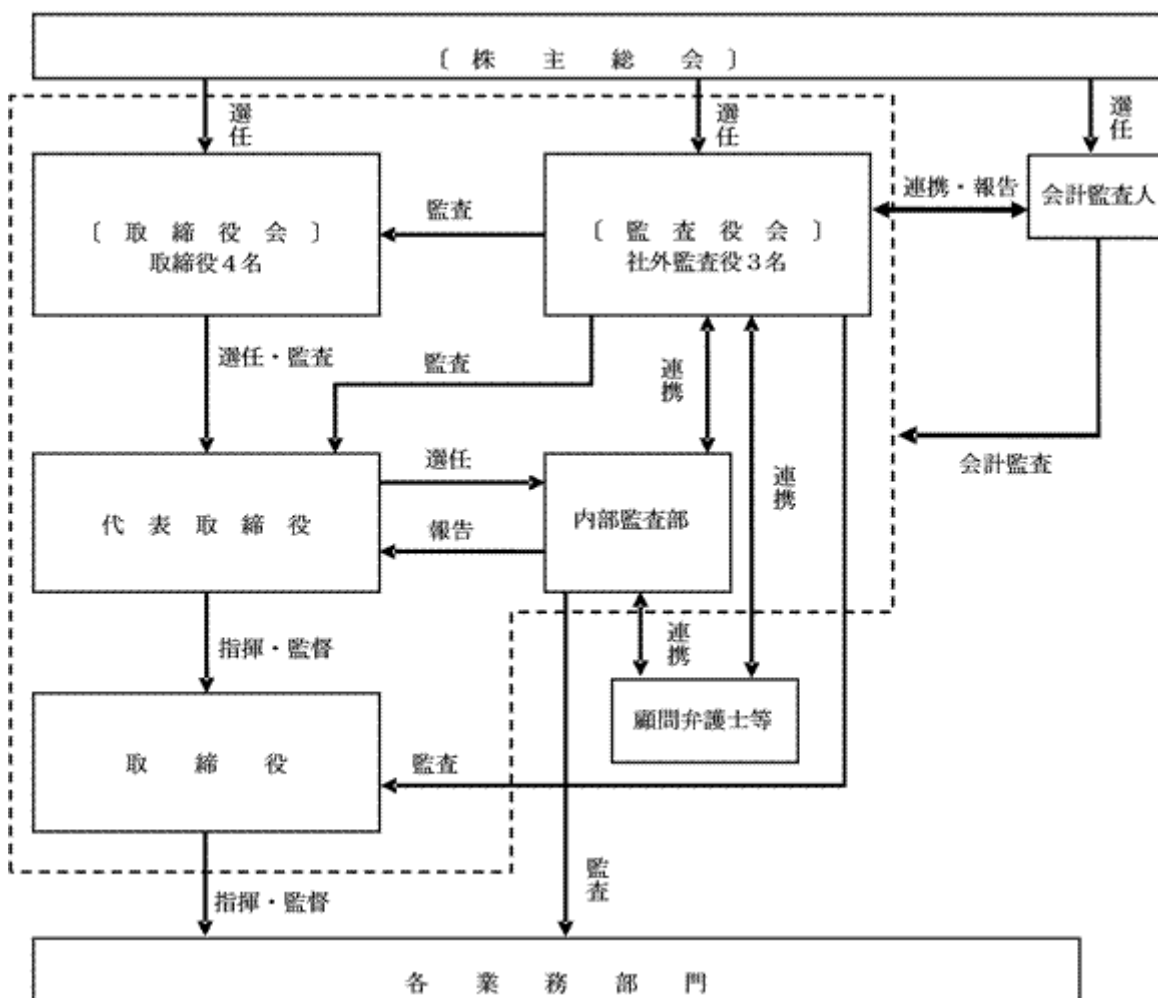 〔株主総会〕
選任
選任
選任
〔取締役会〕
取締役4名
監査
〔監査役会〕
社外監査役3名
連携・報告
会計監査人
選任・監査
監査
連携
連携
会計監査
代表取締役
選任
報告
内部監査部
指揮・監督
連携
顧問弁護士等
取締役
監査
指揮・監督
監査
各業務部門